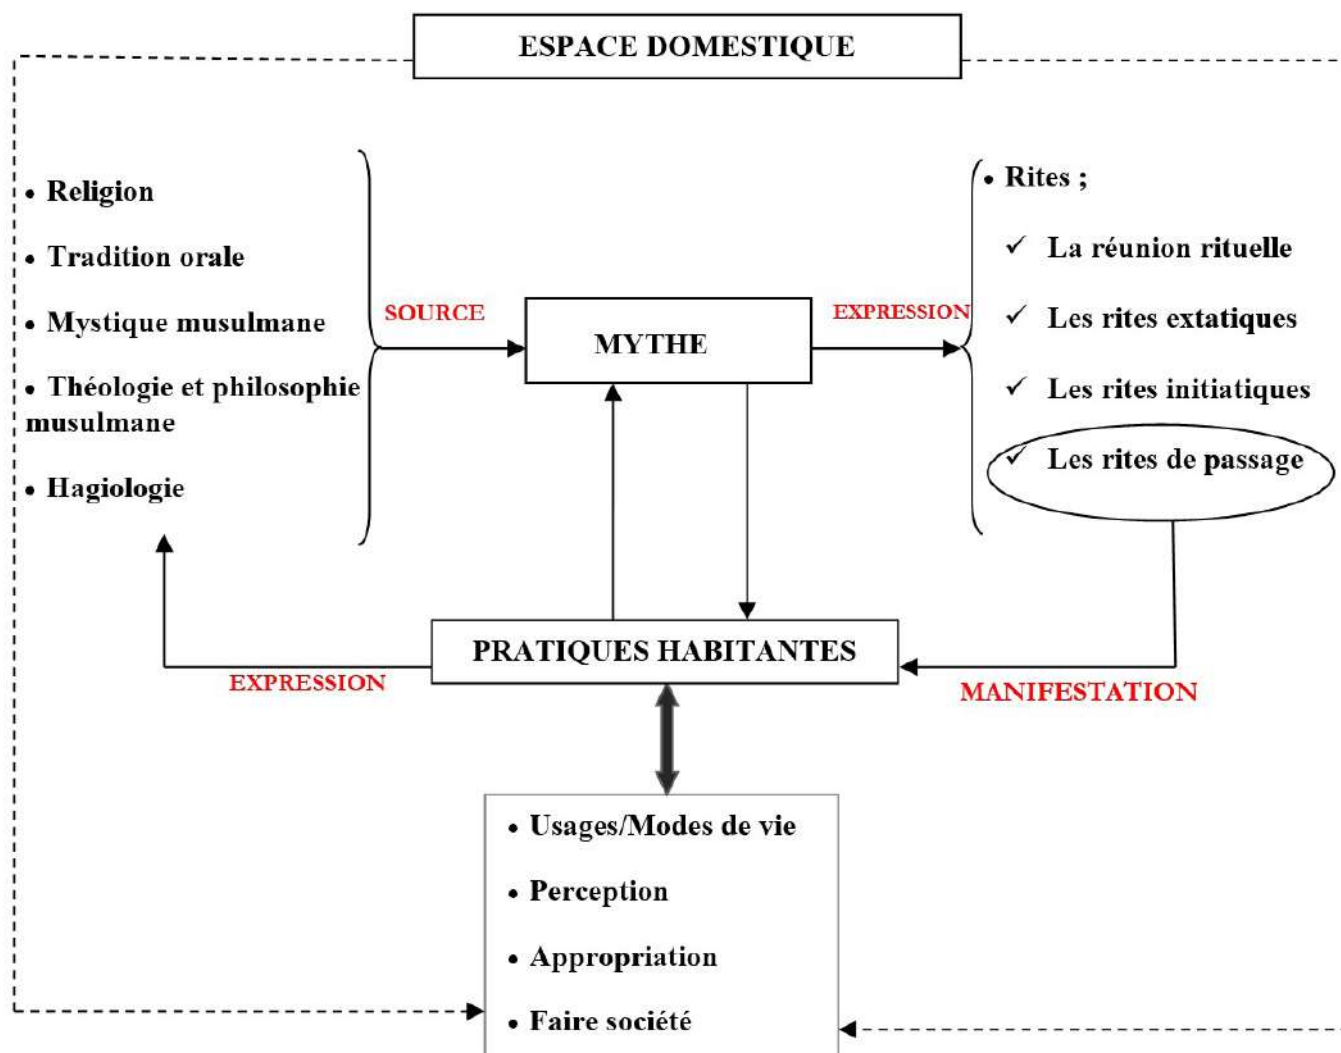 ESPACE DOMESTIQUE
• Religion
• Tradition orale
• Mystique musulmane
• Théologie et philosophie
musulmane
• Hagiologie
SOURCE
MYTHE
EXPRESSION
• Rites ;
✓ La réunion rituelle
✓ Les rites extatiques
✓ Les rites initiatiques
✓ Les rites de passage
PRATIQUES HABITANTES
EXPRESSION
MANIFESTATION
• Usages/Modes de vie
• Perception
• Appropriation
• Faire société